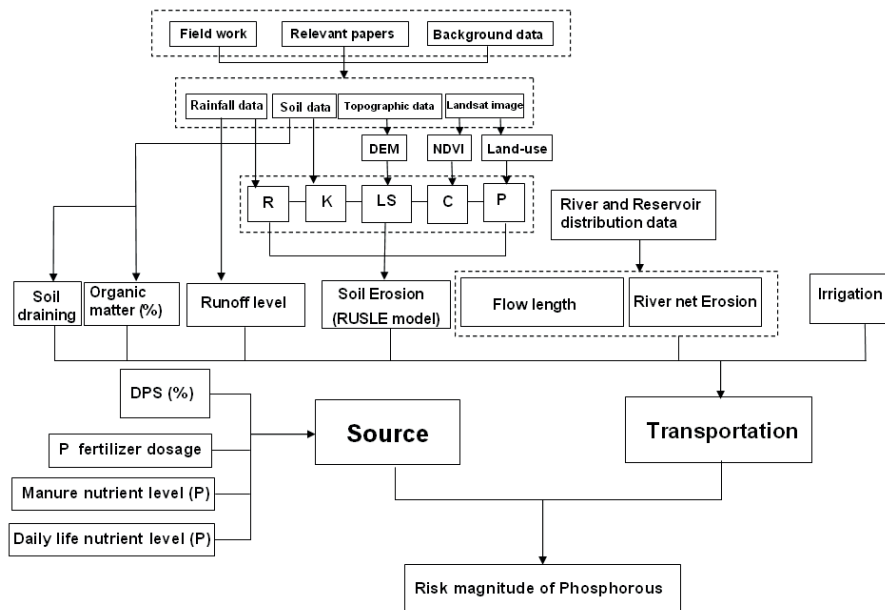 Field work
Relevant papers
Background data
Rainfall data
Soil data
Topographic data
Landsat image
DEM
NDVI
Land-use
R
K
LS
C
P
River and Reservoir
distribution data
Soil
draining
Organic
matter (%)
Runoff level
Soil Erosion
(RUSLE model)
Flow length
River net Erosion
Irrigation
DPS (%)
P fertilizer dosage
Manure nutrient level (P)
Daily life nutrient level (P)
Source
Transportation
Risk magnitude of Phosphorous